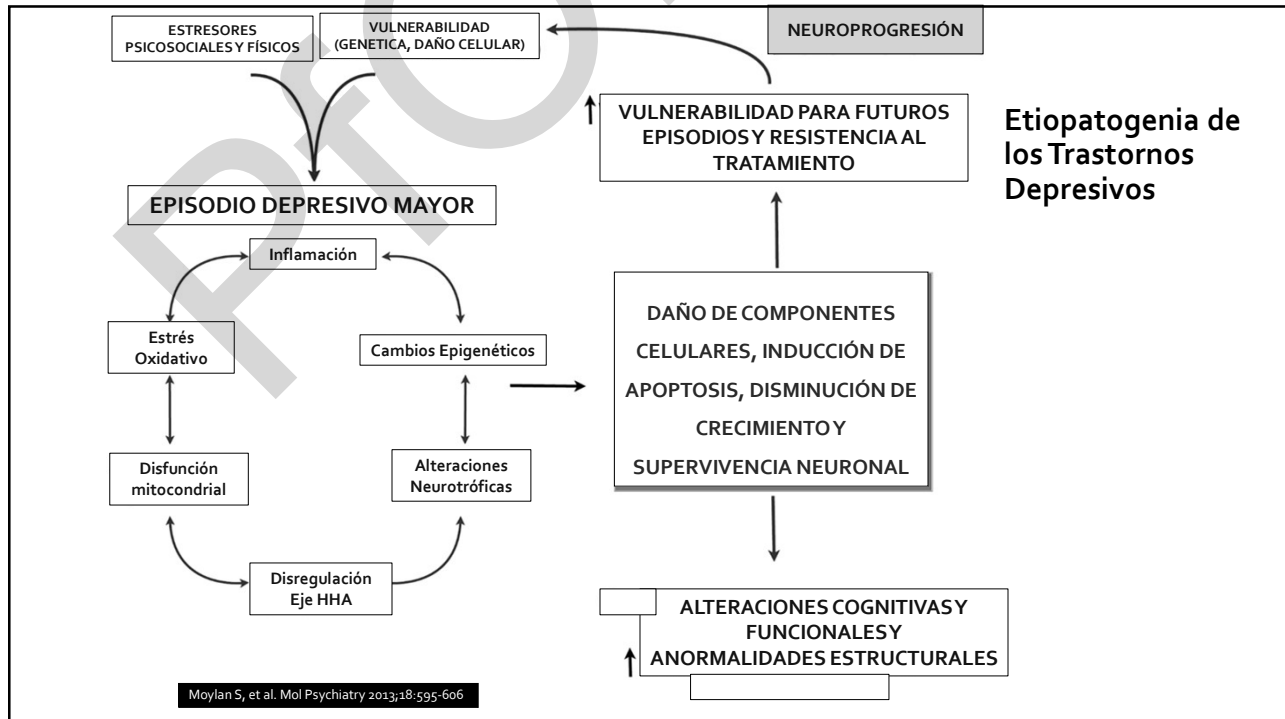 ESTRESORES
PSICOSOCIALES Y FÍSICOS
VULNERABILIDAD
(GENETICA, DAÑO CELULAR)
NEUROPROGRESIÓN
VULNERABILIDAD PARA FUTUROS
EPISODIOS Y RESISTENCIA AL
TRATAMIENTO
Etiopatogenia de
los Trastornos
Depresivos
EPISODIO DEPRESIVO MAYOR
Inflamación
Estrés
Oxidativo
Cambios Epigenéticos
Disfunción
mitocondrial
Alteraciones
Neurotróficas
Disregulación
Eje HHA
DAÑO DE COMPONENTES
CELULARES, INDUCCIÓN DE
APOPTOSIS, DISMINUCIÓN DE
CRECIMIENTO Y
SUPERVIVENCIA NEURONAL
ALTERACIONES COGNITIVAS Y
FUNCIONALES Y
ANORMALIDADES ESTRUCTURALES
Moylan S, et al. Mol Psychiatry 2013;18:595-606